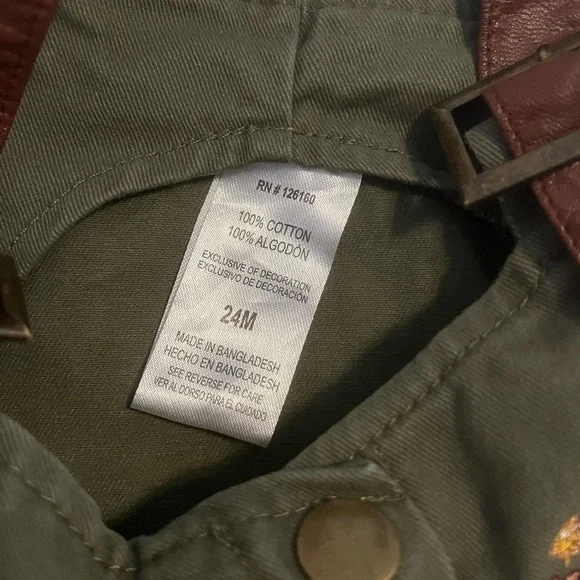 RN # 126160
100% COTTON
100% ALGODÓN
EXCLUSIVE OF DECORATION
EXCLUSIVO DE DECORACIÓN
24M
MADE IN BANGLADESH
HECHO EN BANGLADESH
SEE REVERSE FOR CARE
VER AL DORSO PARA EL CUIDADO